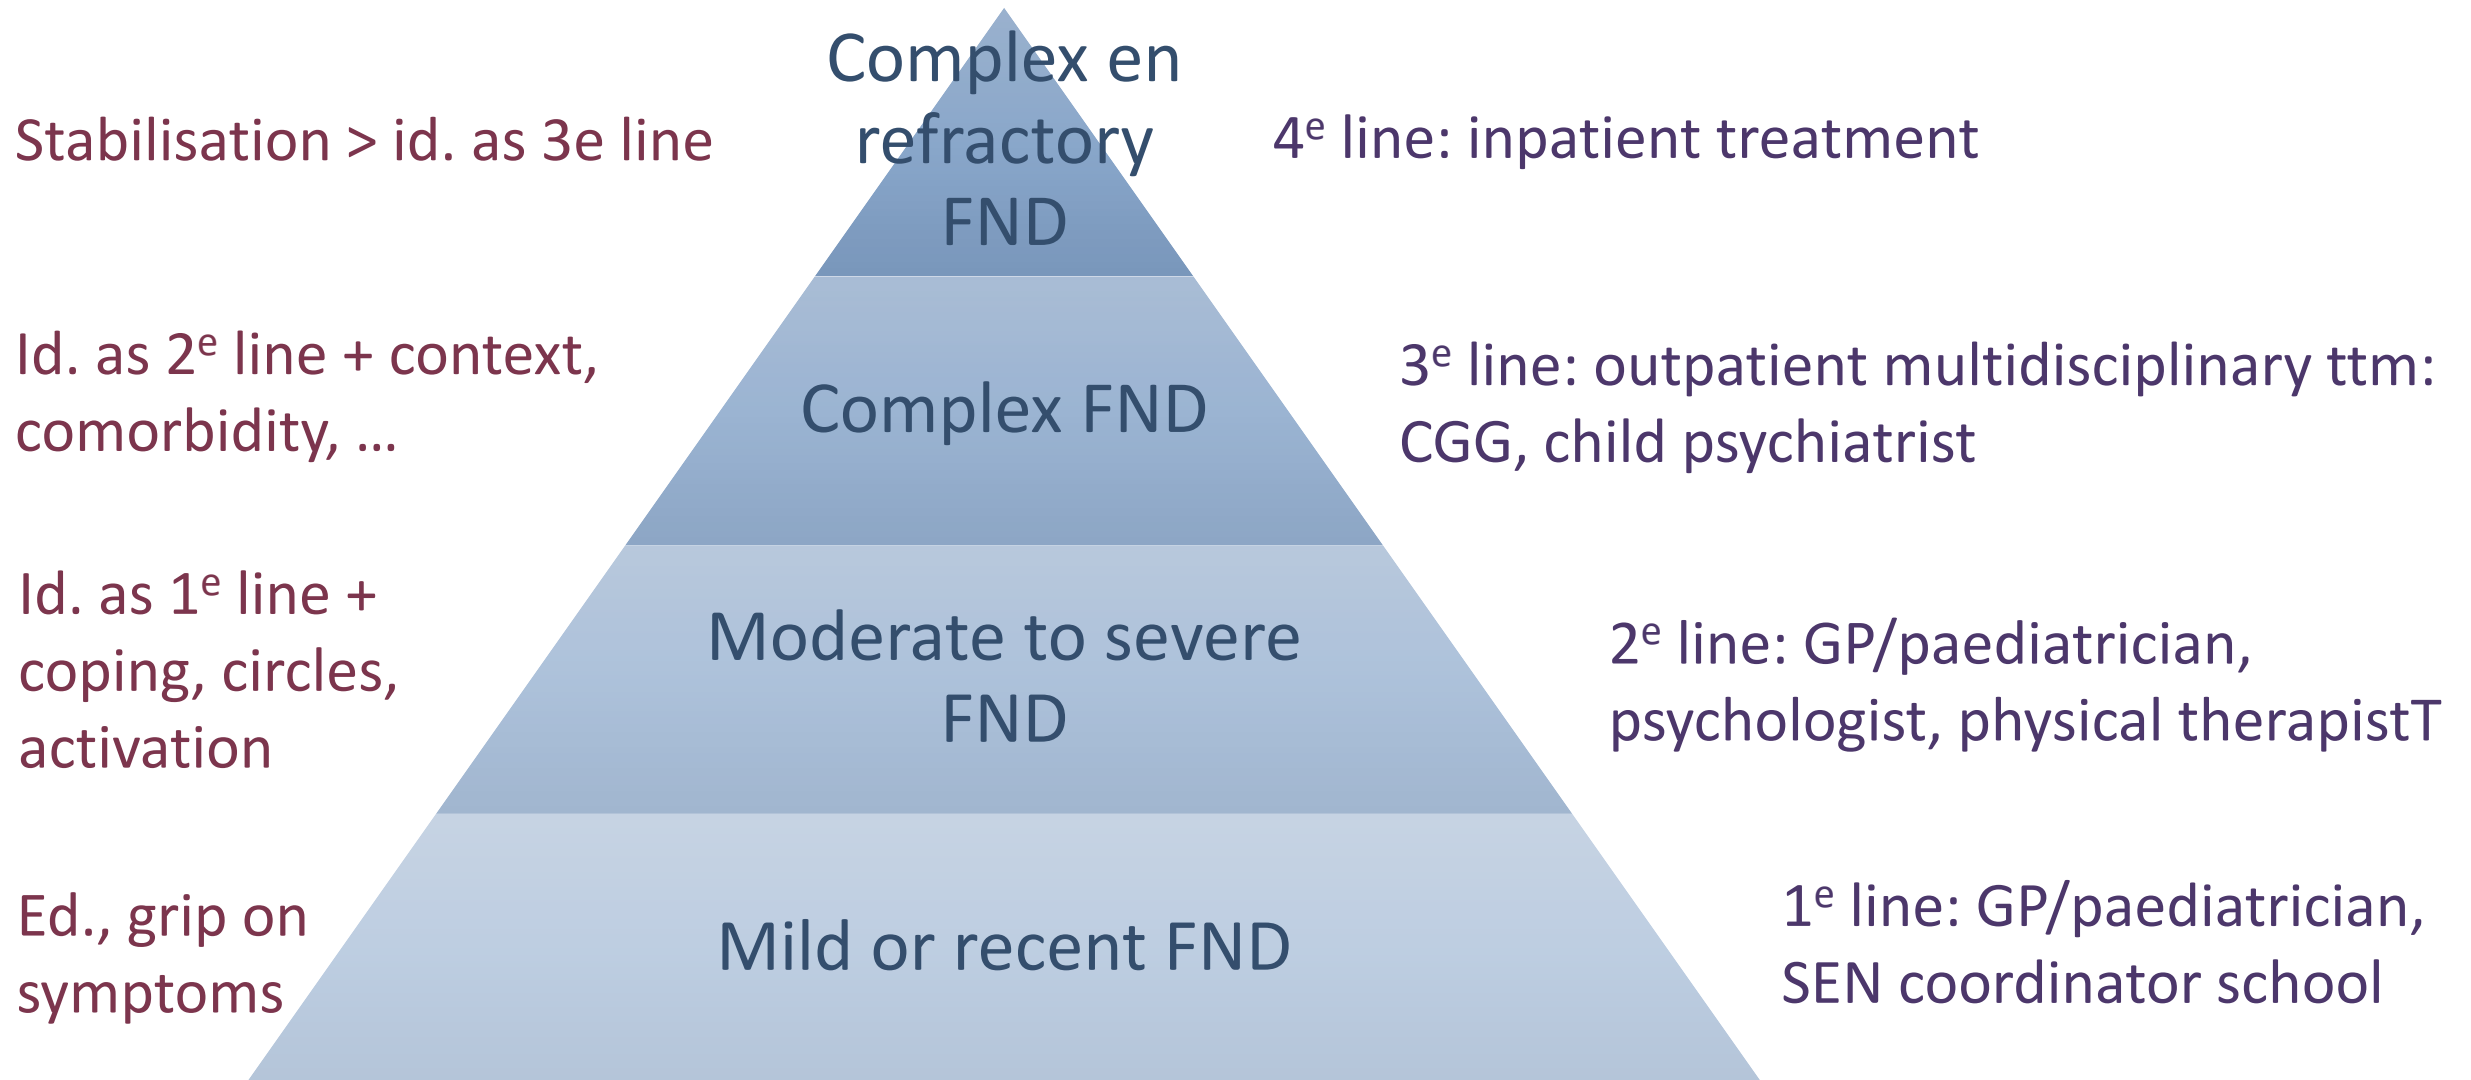 Complex en
refractory
FND
Stabilisation > id. as 3e line
4e line: inpatient treatment
Id. as 2e line + context,
comorbidity, ...
Complex FND
3e line: outpatient multidisciplinary ttm:
CGG, child psychiatrist
Id. as 1e line +
coping, circles,
activation
Moderate to severe
FND
2e line: GP/paediatrician,
psychologist, physical therapistT
Ed., grip on
symptoms
Mild or recent FND
1e line: GP/paediatrician,
SEN coordinator school